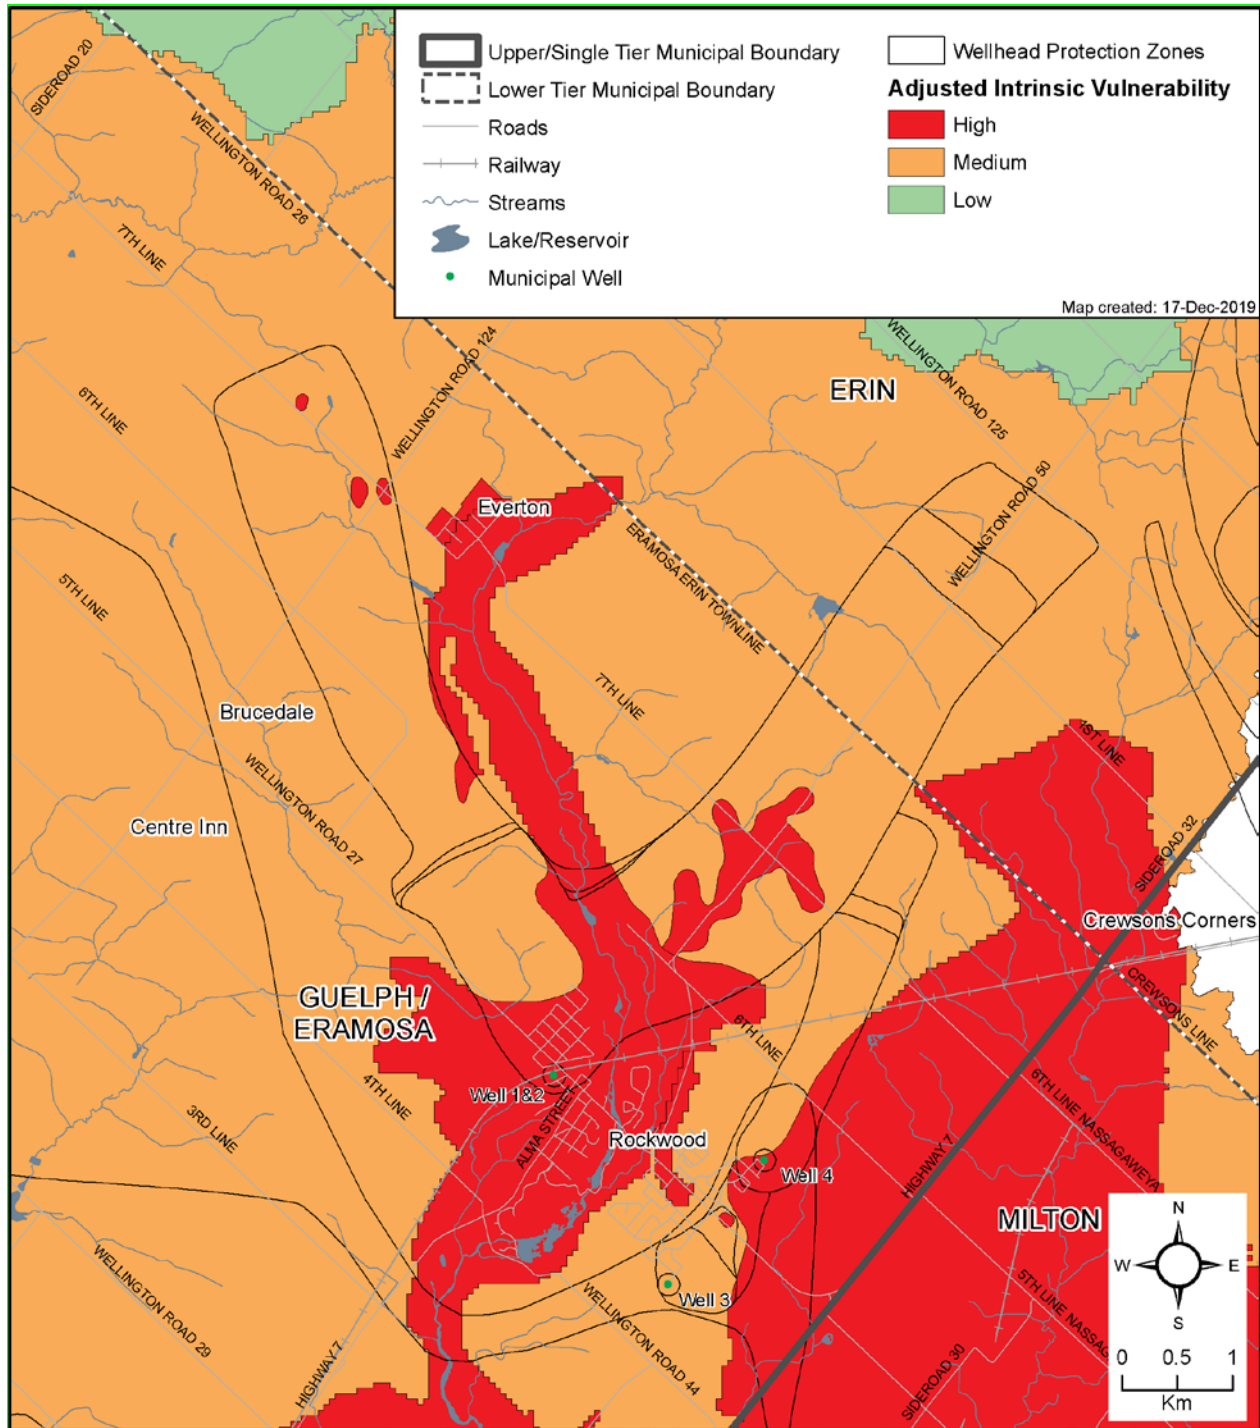 Upper/Single Tier Municipal Boundary
Lower Tier Municipal Boundary
Roads
Railway
Streams
Lake/Reservoir
Municipal Well
Wellhead Protection Zones
Adjusted Intrinsic Vulnerability
High
Medium
Low
Map created: 17-Dec-2019
SIDEROAD 20
WELLINGTON ROAD 26
7TH LINE
WELLINGTON ROAD 124
6TH LINE
WELLINGTON ROAD 125
ERIN
WELLINGTON ROAD 50
Everton
ERAMOSA ERIN TOWNLINE
5TH LINE
7TH LINE
Brucedale
WELLINGTON ROAD 27
1ST LINE
Centre Inn
SIDEROAD 32
Crewsons Corners
GUELPH /
ERAMOSA
CREWSONS LINE
6TH LINE
4TH LINE
Well 1&2
ALMA STREET
3RD LINE
Rockwood
6TH LINE NASSAGAWEYA
Well 4
HIGHWAY 7
MILTON
WELLINGTON ROAD 29
Well 3
WELLINGTON ROAD 44
5TH LINE NASSAG
HIGHWAY 7
SIDEROAD 30
N
W E
S
0 0.5 1
Km